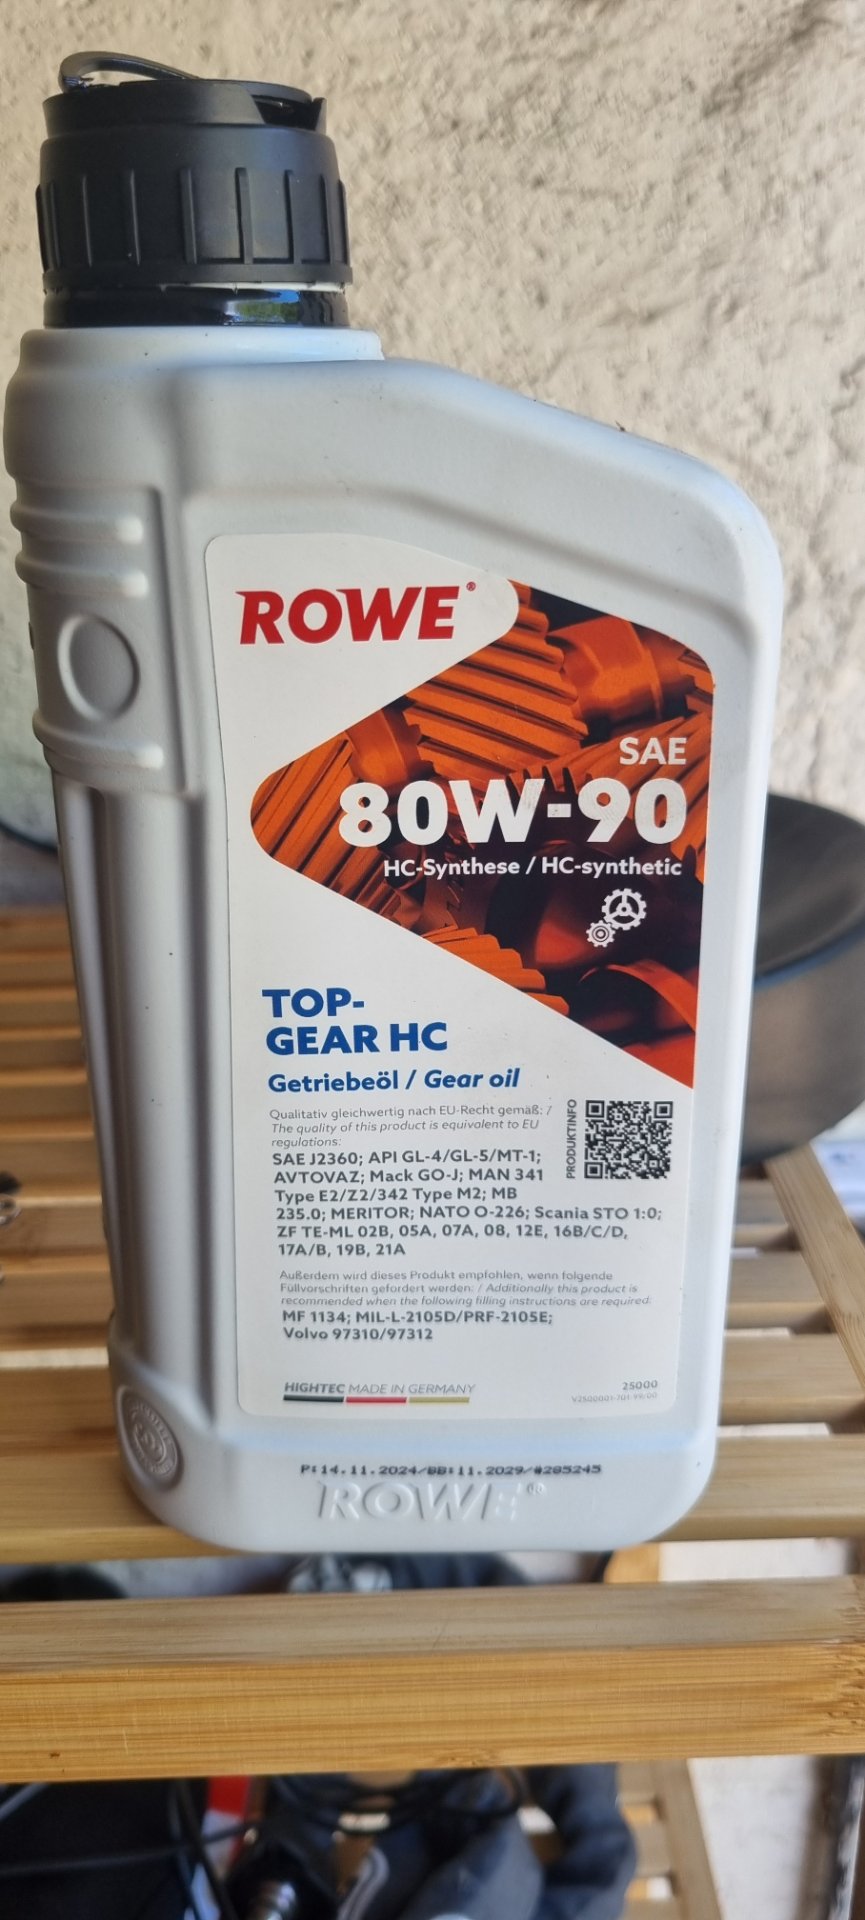 ROWE®
SAE
80W-90
HC-Synthese / HC-synthetic
TOP-
GEAR HC
Getriebeöl / Gear oil
Qualitativ gleichwertig nach EU-Recht gemäß: /
The quality of this product is equivalent to EU
regulations:
SAE J2360; API GL-4/GL-5/MT-1;
AVTOVAZ; Mack GO-J; MAN 341
Type E2/Z2/342 Type M2; MB
235.0; MERITOR; NATO O-226; Scania STO 1:0;
ZF TE-ML 02B, 05A, 07A, 08, 12E, 16B/C/D,
17A/B, 19B, 21A
PRODUKTINFO
Außerdem wird dieses Produkt empfohlen, wenn folgende
Füllvorschriften gefordert werden: / Additionally this product is
recommended when the following filling instructions are required:
MF 1134; MIL-L-2105D/PRF-2105E;
Volvo 97310/97312
HIGHTEC MADE IN GERMANY
25000
P:14.11.2024/BB:11.2029/#285245
ROWE®